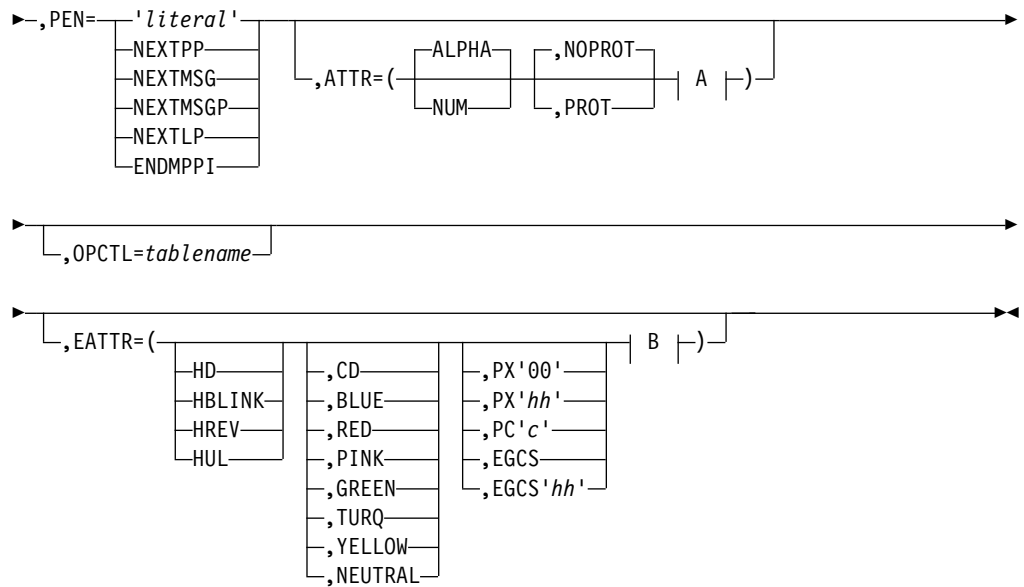 ,PEN= 'literal'
NEXTPP ALPHA ,NOPROT
NEXTMSG ,ATTR=( A )
NEXTMSGP NUM ,PROT
NEXTLP
ENDMPPI
,OPCTL=tablename
,EATTR=( B )
HD ,CD ,PX'00'
HBLINK ,BLUE ,PX'hh'
HREV ,RED ,PC'c'
HUL ,PINK ,EGCS
,GREEN ,EGCS'hh'
,TURQ
,YELLOW
,NEUTRAL